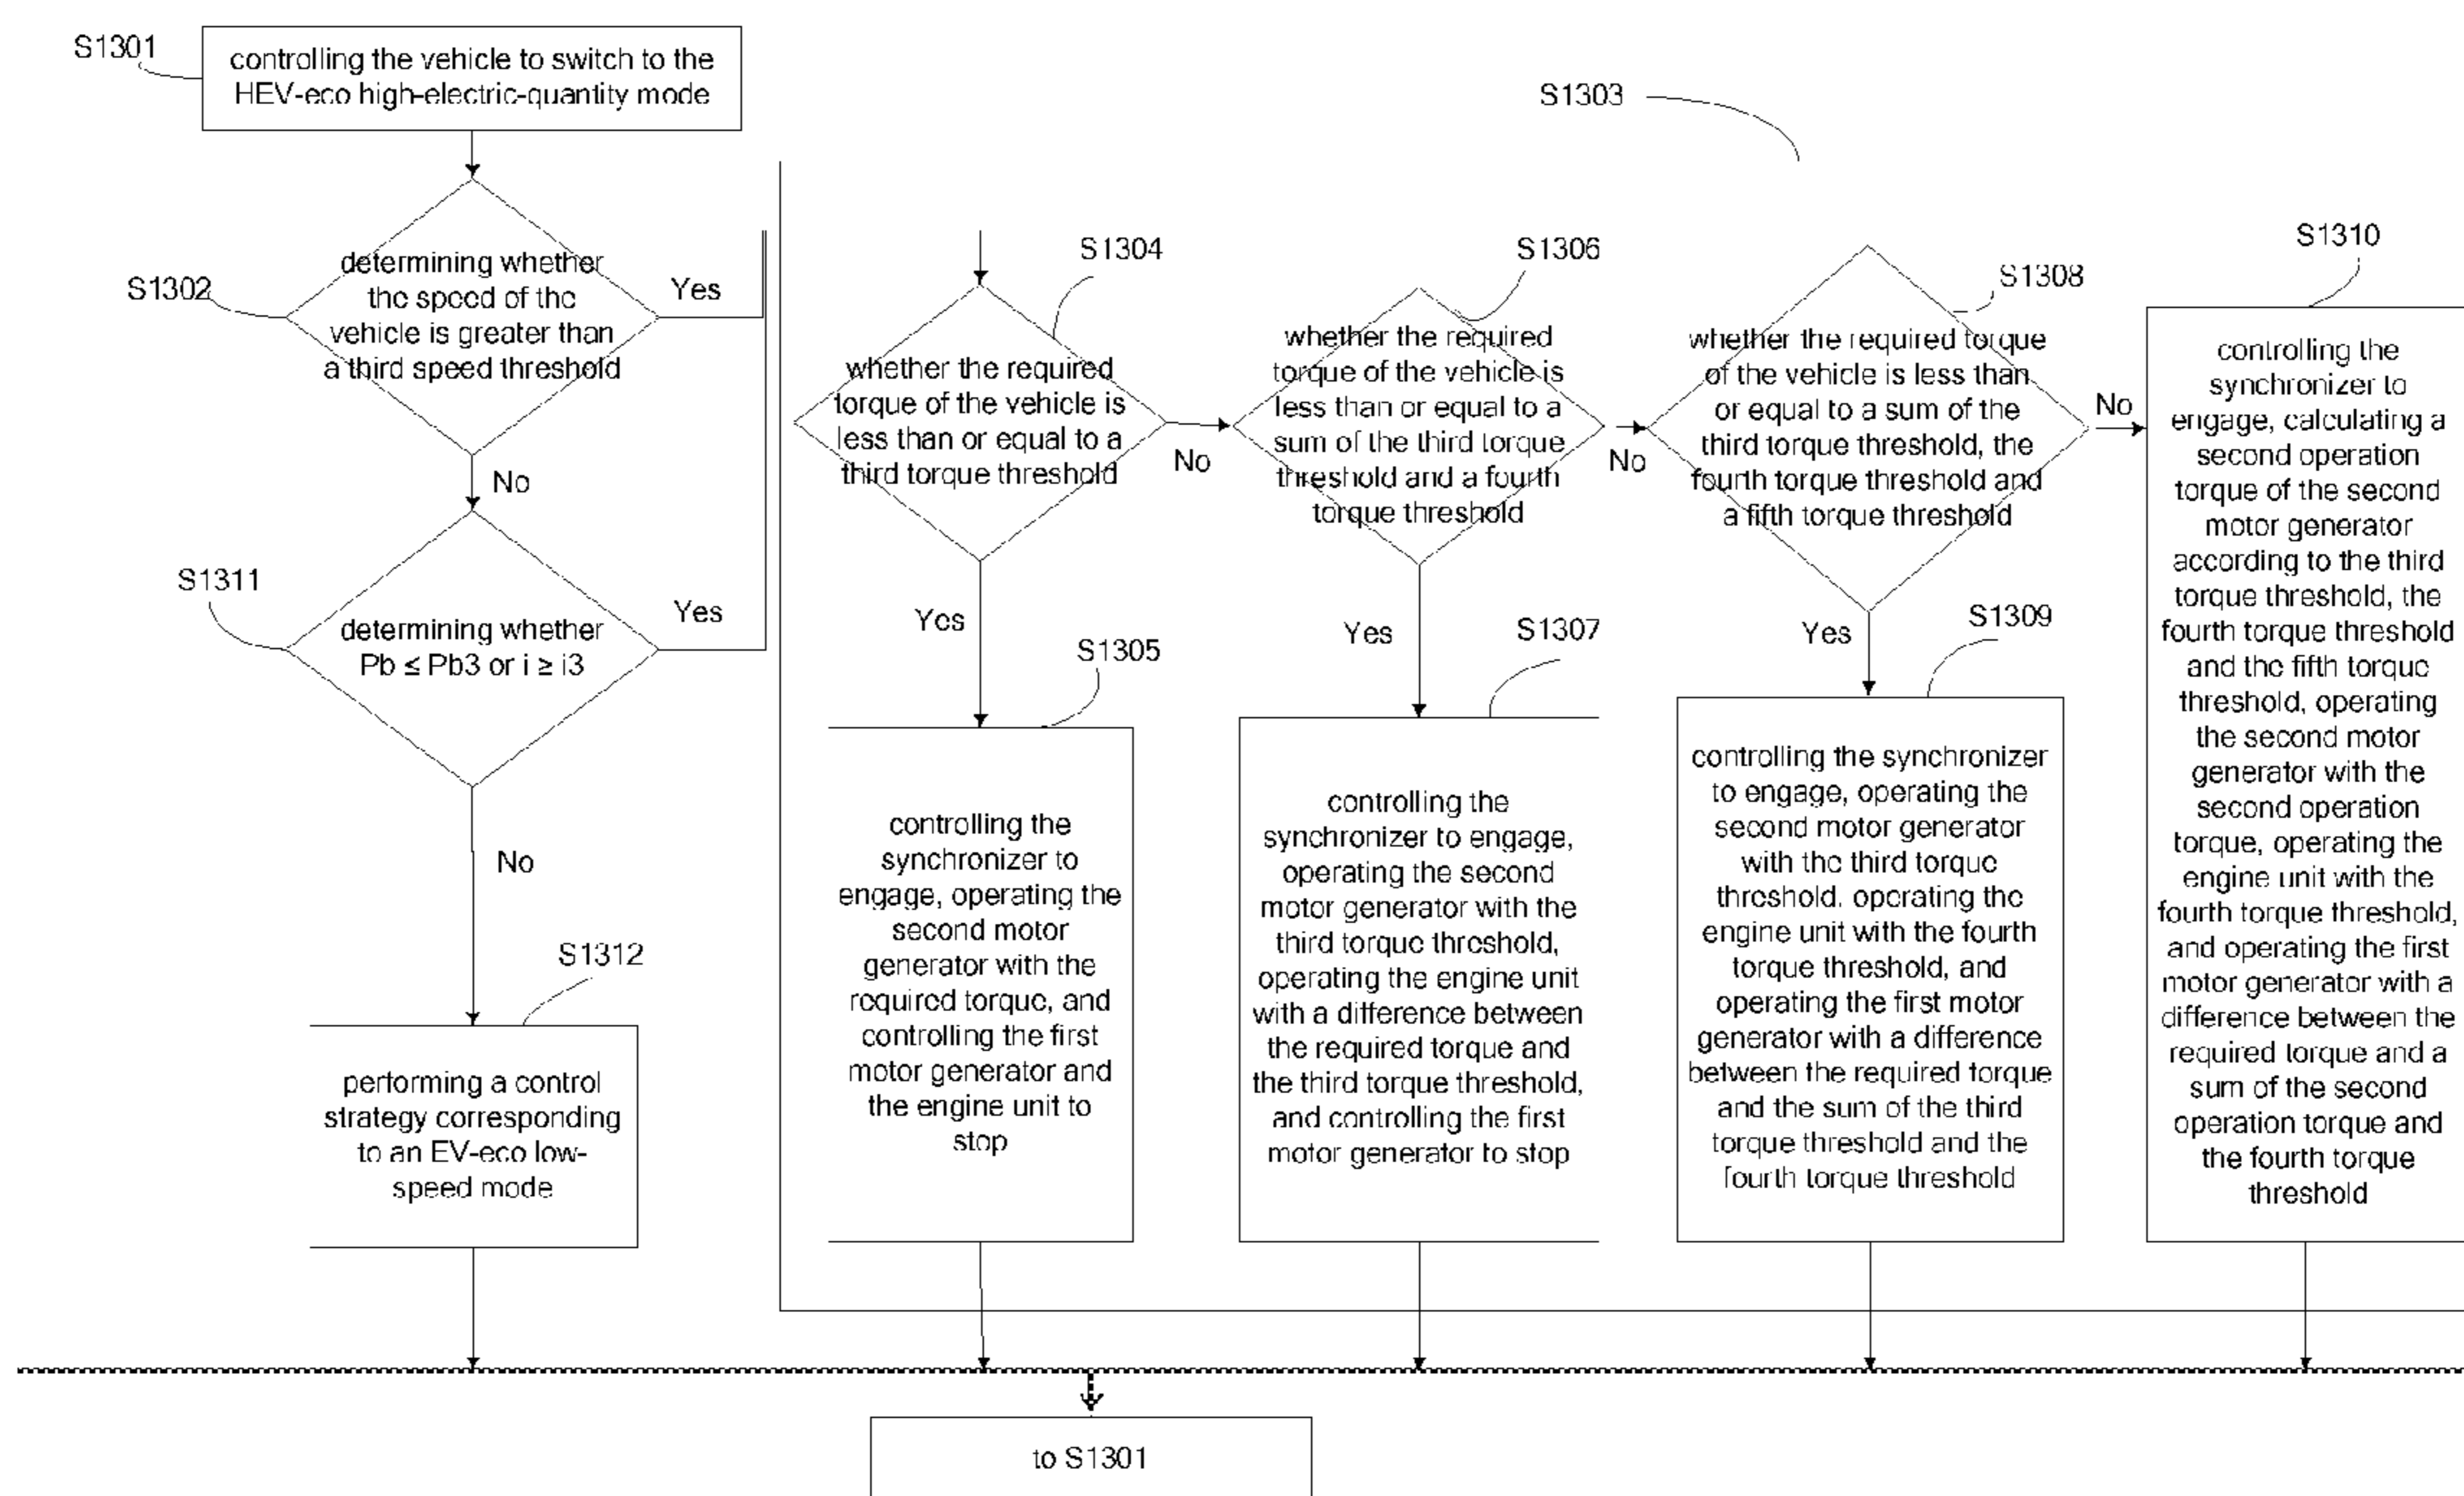 S1301
controlling the vehicle to switch to the
HEV-eco high-electric-quantity mode
S1303
S1302
determining whether
the speed of the
vehicle is greater than
a third speed threshold
Yes
No
S1311
determining whether
Pb ≤ Pb3 or i ≥ i3
Yes
No
S1312
performing a control
strategy corresponding
to an EV-eco low-
speed mode
S1304
whether the required
torque of the vehicle is
less than or equal to a
third torque threshold
No
Yes
S1305
controlling the
synchronizer to
engage, operating the
second motor
generator with the
required torque, and
controlling the first
motor generator and
the engine unit to
stop
S1306
whether the required
torque of the vehicle is
less than or equal to a
sum of the third torque
threshold and a fourth
torque threshold
No
Yes
S1307
controlling the
synchronizer to engage,
operating the second
motor generator with the
third torque threshold,
operating the engine unit
with a difference between
the required torque and
the third torque threshold,
and controlling the first
motor generator to stop
S1308
whether the required torque
of the vehicle is less than
or equal to a sum of the
third torque threshold, the
fourth torque threshold and
a fifth torque threshold
No
Yes
S1309
controlling the synchronizer
to engage, operating the
second motor generator
with the third torque
threshold, operating the
engine unit with the fourth
torque threshold, and
operating the first motor
generator with a difference
between the required torque
and the sum of the third
torque threshold and the
fourth torque threshold
S1310
controlling the
synchronizer to
engage, calculating a
second operation
torque of the second
motor generator
according to the third
torque threshold, the
fourth torque threshold
and the fifth torque
threshold, operating
the second motor
generator with the
second operation
torque, operating the
engine unit with the
fourth torque threshold,
and operating the first
motor generator with a
difference between the
required torque and a
sum of the second
operation torque and
the fourth torque
threshold
to S1301